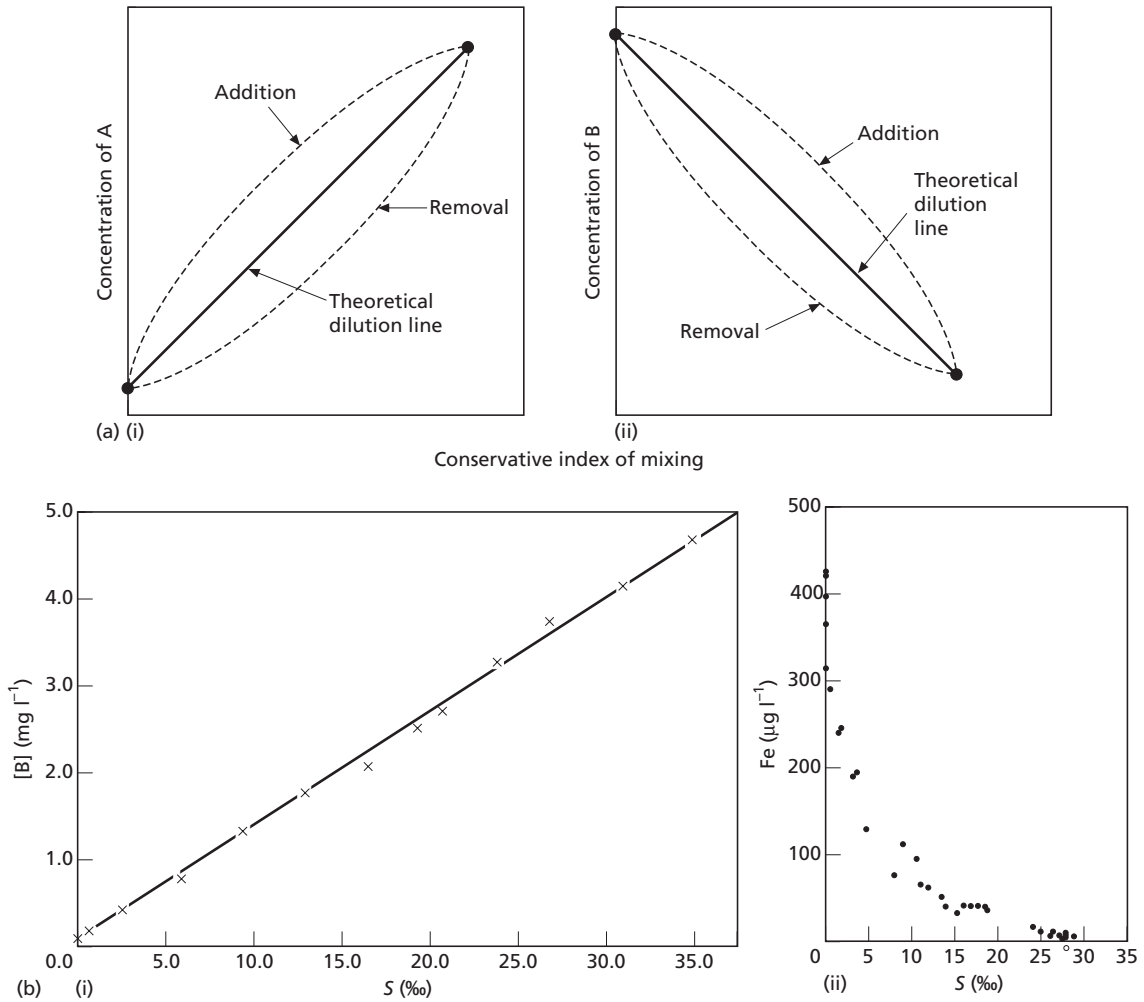 Concentration of A
Addition
Removal
Theoretical
dilution line
(a) (i)
Concentration of B
Addition
Theoretical
dilution
line
Removal
(ii)
Conservative index of mixing
[B] (mg l⁻¹)
5.0
4.0
3.0
2.0
1.0
0.0 5.0 10.0 15.0 20.0 25.0 30.0 35.0
(b) (i) S (‰)
Fe (μg l⁻¹)
500
400
300
200
100
0 5 10 15 20 25 30 35
(ii) S (‰)